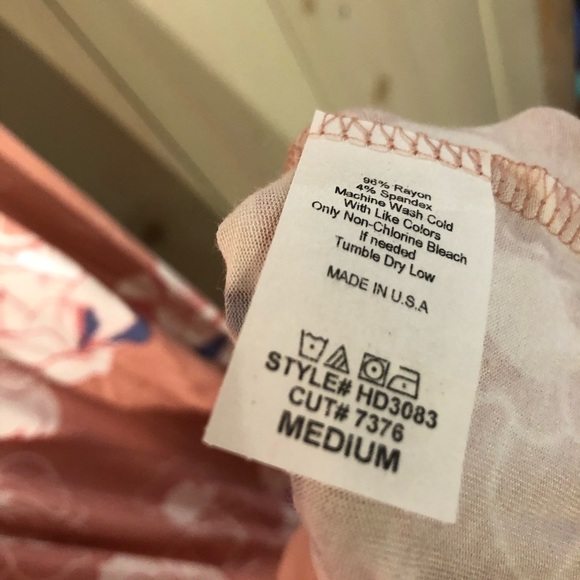 96% Rayon
4% Spandex
Machine Wash Cold
With Like Colors
Only Non-Chlorine Bleach
If needed
Tumble Dry Low
MADE IN U.S.A
STYLE# HD3083
CUT# 7376
MEDIUM